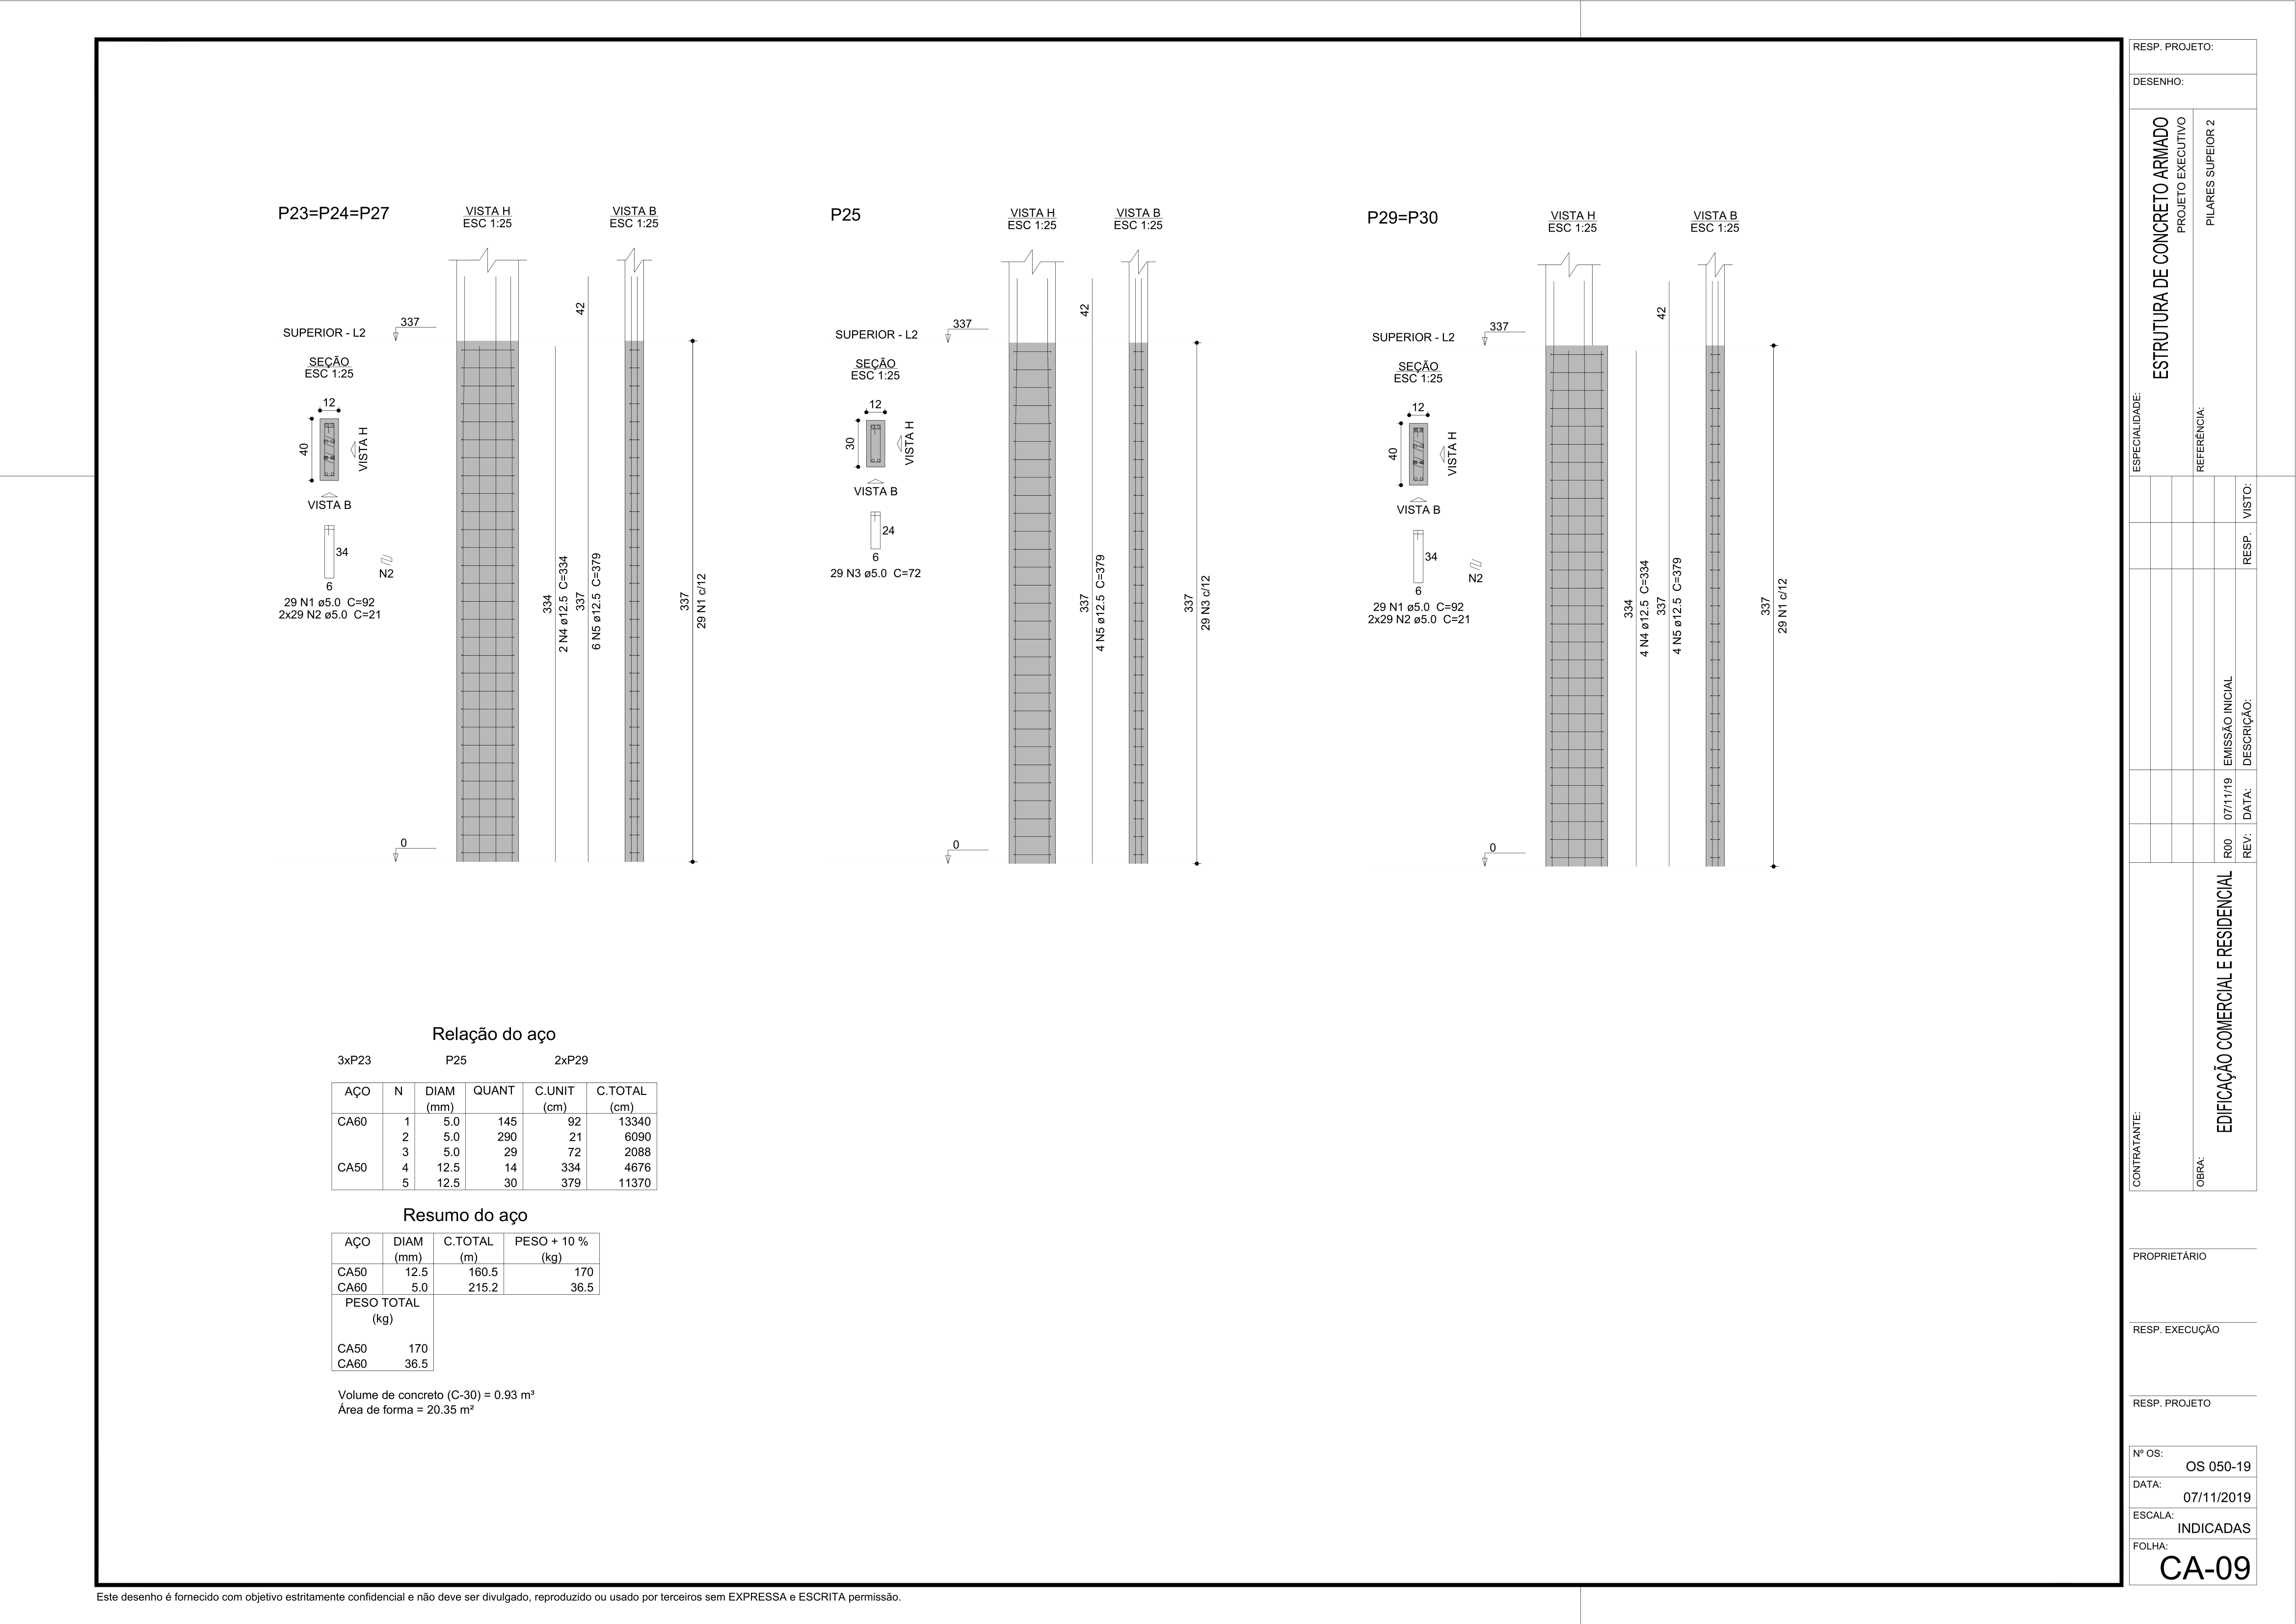 P23=P24=P27
VISTA H
ESC 1:25
VISTA B
ESC 1:25
SUPERIOR - L2
337
SEÇÃO
ESC 1:25
12
40
VISTA H
VISTA B
34
6
N2
29 N1 ø5.0 C=92
2x29 N2 ø5.0 C=21
0
334
2 N4 ø12.5 C=334
42
337
6 N5 ø12.5 C=379
337
29 N1 c/12
P25
VISTA H
ESC 1:25
VISTA B
ESC 1:25
SUPERIOR - L2
337
SEÇÃO
ESC 1:25
12
30
VISTA H
VISTA B
24
6
29 N3 ø5.0 C=72
0
42
337
4 N5 ø12.5 C=379
337
29 N3 c/12
P29=P30
VISTA H
ESC 1:25
VISTA B
ESC 1:25
SUPERIOR - L2
337
SEÇÃO
ESC 1:25
12
40
VISTA H
VISTA B
34
6
N2
29 N1 ø5.0 C=92
2x29 N2 ø5.0 C=21
0
334
4 N4 ø12.5 C=334
42
337
4 N5 ø12.5 C=379
337
29 N1 c/12
Relação do aço
3xP23 P25 2xP29
AÇO N DIAM QUANT C.UNIT C.TOTAL
(mm) (cm) (cm)
CA60 1 5.0 145 92 13340
2 5.0 290 21 6090
3 5.0 29 72 2088
CA50 4 12.5 14 334 4676
5 12.5 30 379 11370
Resumo do aço
AÇO DIAM C.TOTAL PESO + 10 %
(mm) (m) (kg)
CA50 12.5 160.5 170
CA60 5.0 215.2 36.5
PESO TOTAL
(kg)
CA50 170
CA60 36.5
Volume de concreto (C-30) = 0.93 m³
Área de forma = 20.35 m²
RESP. PROJETO:
DESENHO:
ESPECIALIDADE:
ESTRUTURA DE CONCRETO ARMADO
PROJETO EXECUTIVO
REFERÊNCIA:
PILARES SUPEIOR 2
R00 07/11/19 EMISSÃO INICIAL
REV: DATA: DESCRIÇÃO: RESP. VISTO:
CONTRATANTE:
OBRA:
EDIFICAÇÃO COMERCIAL E RESIDENCIAL
PROPRIETÁRIO
RESP. EXECUÇÃO
RESP. PROJETO
Nº OS:
OS 050-19
DATA:
07/11/2019
ESCALA:
INDICADAS
FOLHA:
CA-09
Este desenho é fornecido com objetivo estritamente confidencial e não deve ser divulgado, reproduzido ou usado por terceiros sem EXPRESSA e ESCRITA permissão.